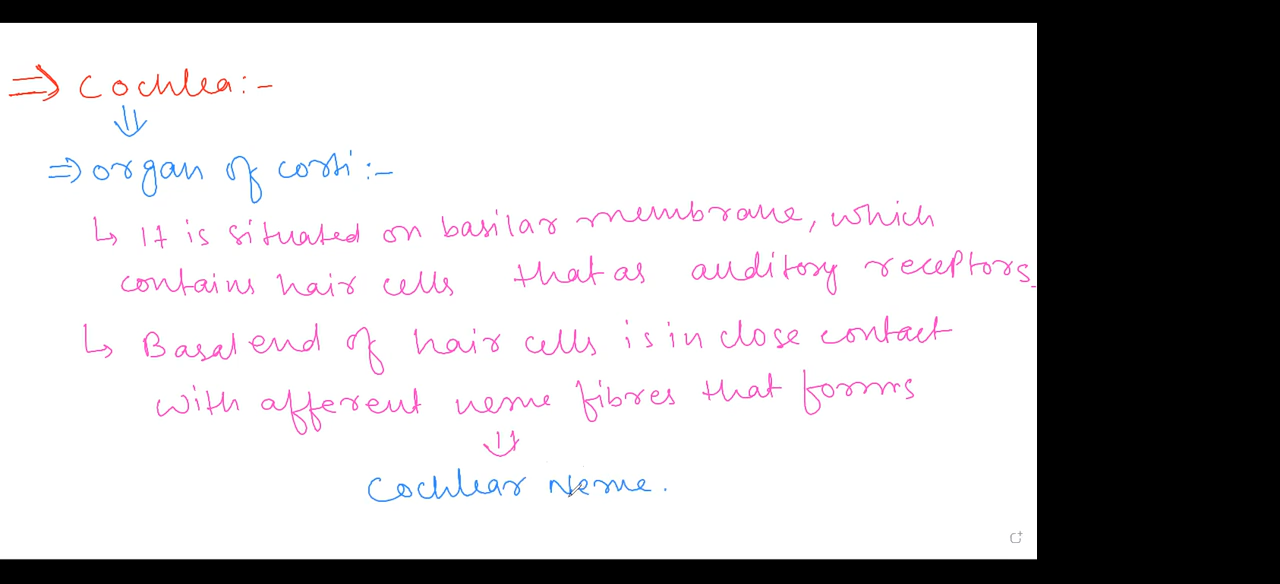 ⇒ Cochlea:-
⇓
⇒ organ of corti :-
↳ It is situated on basilar membrane, which
contains hair cells that as auditory receptors.
↳ Basal end of hair cells is in close contact
with afferent nerve fibres that forms
⇓
Cochlear Nerve.